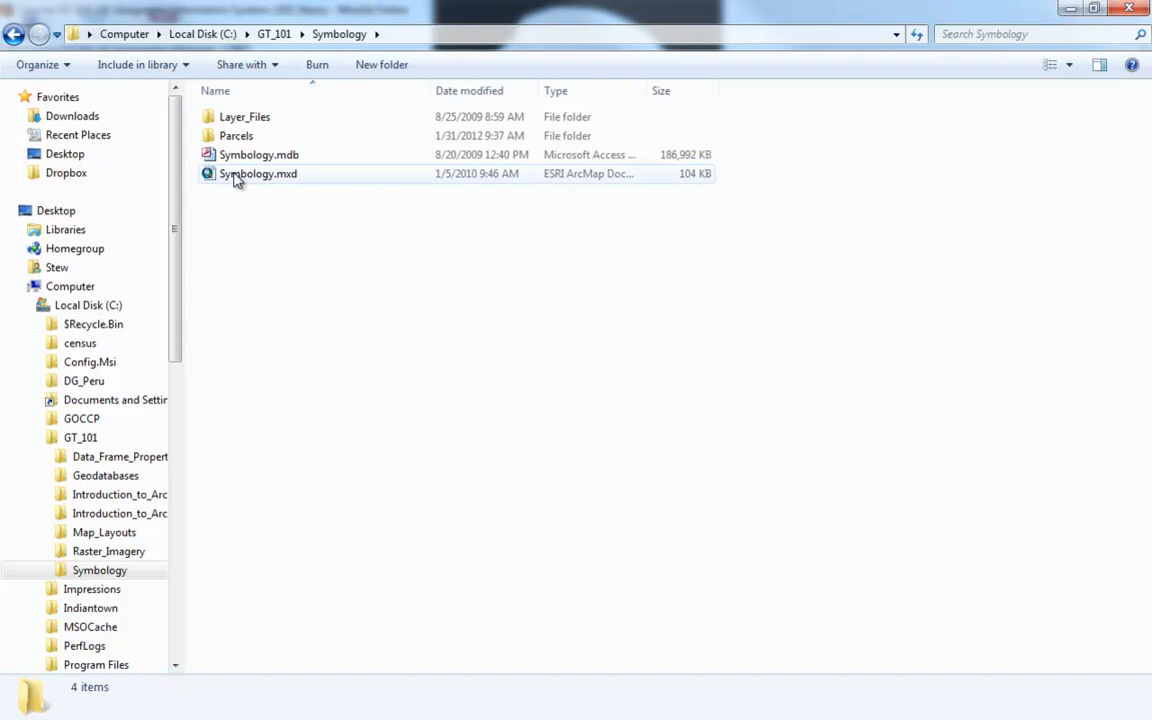 Computer Local Disk (C:) GT_101 Symbology Search Symbology
Organize Include in library Share with Burn New folder
Name Date modified Type Size
Favorites
Downloads
Recent Places
Desktop
Dropbox
Desktop
Libraries
Homegroup
Stew
Computer
Local Disk (C:)
$Recycle.Bin
census
Config.Msi
DG_Peru
Documents and Settin
GOCCP
GT_101
Data_Frame_Propert
Geodatabases
Introduction_to_Arc
Introduction_to_Arc
Map_Layouts
Raster_Imagery
Symbology
Impressions
Indiantown
MSOCache
PerfLogs
Program Files
Layer_Files 8/25/2009 8:59 AM File folder
Parcels 1/31/2012 9:37 AM File folder
Symbology.mdb 8/20/2009 12:40 PM Microsoft Access ... 186,992 KB
Symbology.mxd 1/5/2010 9:46 AM ESRI ArcMap Doc... 104 KB
4 items